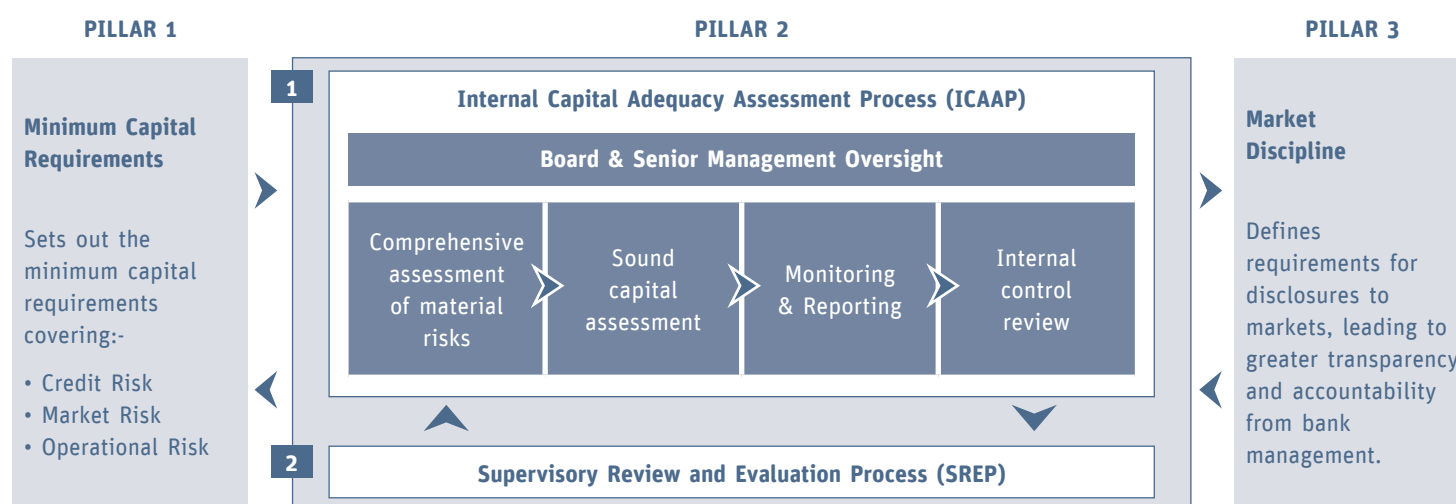 PILLAR 1
Minimum Capital
Requirements
Sets out the
minimum capital
requirements
covering:-
• Credit Risk
• Market Risk
• Operational Risk
PILLAR 2
1
Internal Capital Adequacy Assessment Process (ICAAP)
Board & Senior Management Oversight
Comprehensive
assessment
of material
risks
Sound
capital
assessment
Monitoring
& Reporting
Internal
control
review
2
Supervisory Review and Evaluation Process (SREP)
PILLAR 3
Market
Discipline
Defines
requirements for
disclosures to
markets, leading to
greater transparency
and accountability
from bank
management.